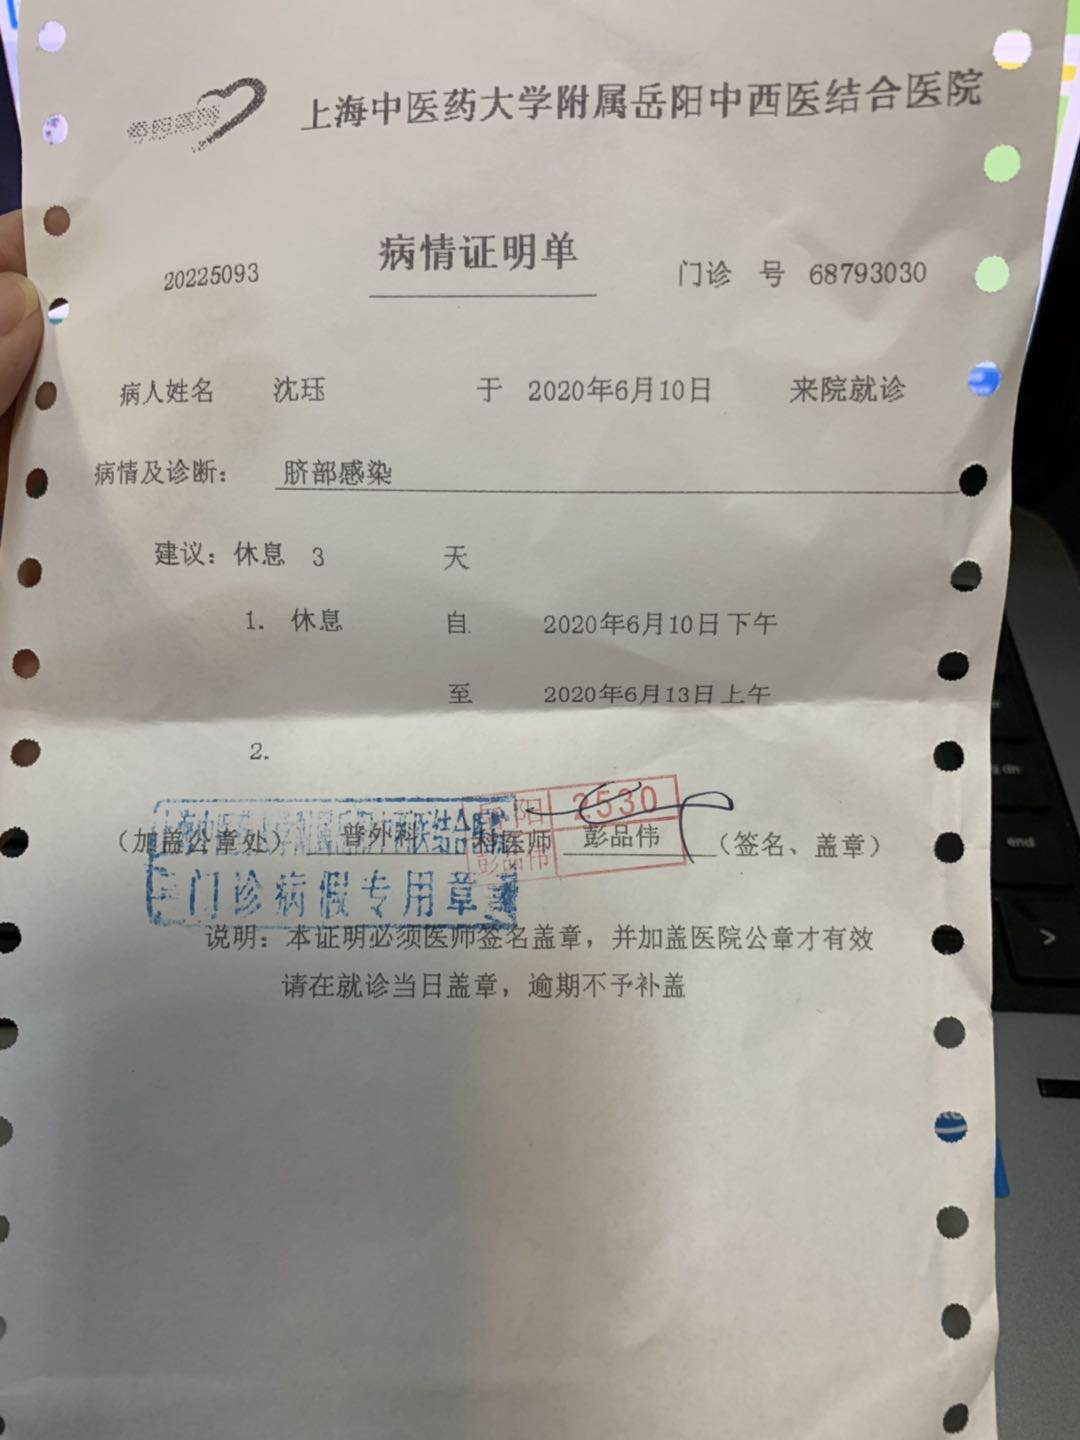 上海中医药大学附属岳阳中西医结合医院
病情证明单
20225093 门诊 号 68793030
病人姓名 沈珏 于 2020年6月10日 来院就诊
病情及诊断: 脐部感染
建议: 休息 3 天
1. 休息 自 2020年6月10日下午
至 2020年6月13日上午
2.
岳阳 2530
(加盖公章处) 普外科 科医师 彭品伟 (签名、盖章)
彭品伟
门诊病假专用章
说明: 本证明必须医师签名盖章, 并加盖医院公章才有效
请在就诊当日盖章, 逾期不予补盖
end